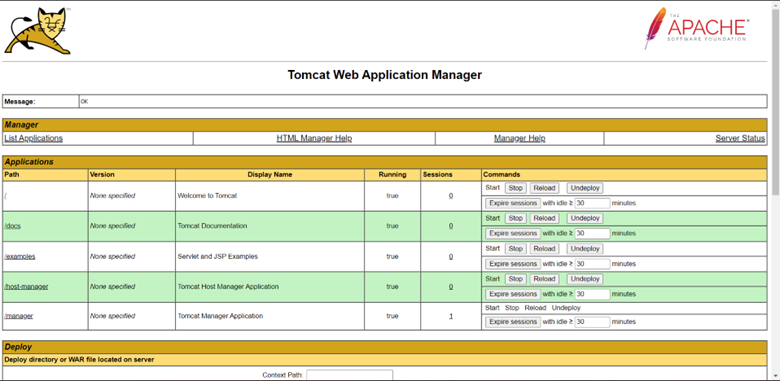 TM
THE
APACHE®
SOFTWARE FOUNDATION
Tomcat Web Application Manager
Message: OK
Manager
List Applications HTML Manager Help Manager Help Server Status
Applications
Path Version Display Name Running Sessions Commands
/ None specified Welcome to Tomcat true 0 Start Stop Reload Undeploy
Expire sessions with idle ≥ 30 minutes
/docs None specified Tomcat Documentation true 0 Start Stop Reload Undeploy
Expire sessions with idle ≥ 30 minutes
/examples None specified Servlet and JSP Examples true 0 Start Stop Reload Undeploy
Expire sessions with idle ≥ 30 minutes
/host-manager None specified Tomcat Host Manager Application true 0 Start Stop Reload Undeploy
Expire sessions with idle ≥ 30 minutes
/manager None specified Tomcat Manager Application true 1 Start Stop Reload Undeploy
Expire sessions with idle ≥ 30 minutes
Deploy
Deploy directory or WAR file located on server
Context Path: